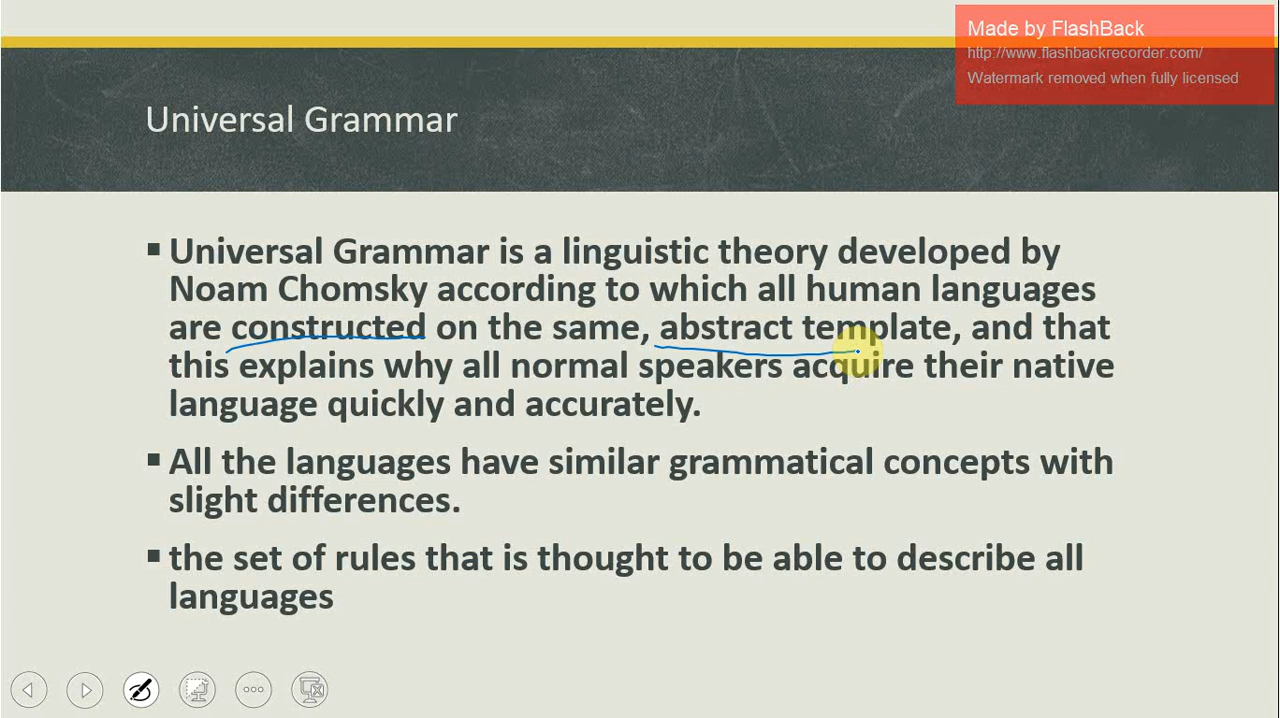 Made by FlashBack
http://www.flashbackrecorder.com/
Watermark removed when fully licensed
Universal Grammar
▪ Universal Grammar is a linguistic theory developed by
Noam Chomsky according to which all human languages
are constructed on the same, abstract template, and that
this explains why all normal speakers acquire their native
language quickly and accurately.
▪ All the languages have similar grammatical concepts with
slight differences.
▪ the set of rules that is thought to be able to describe all
languages